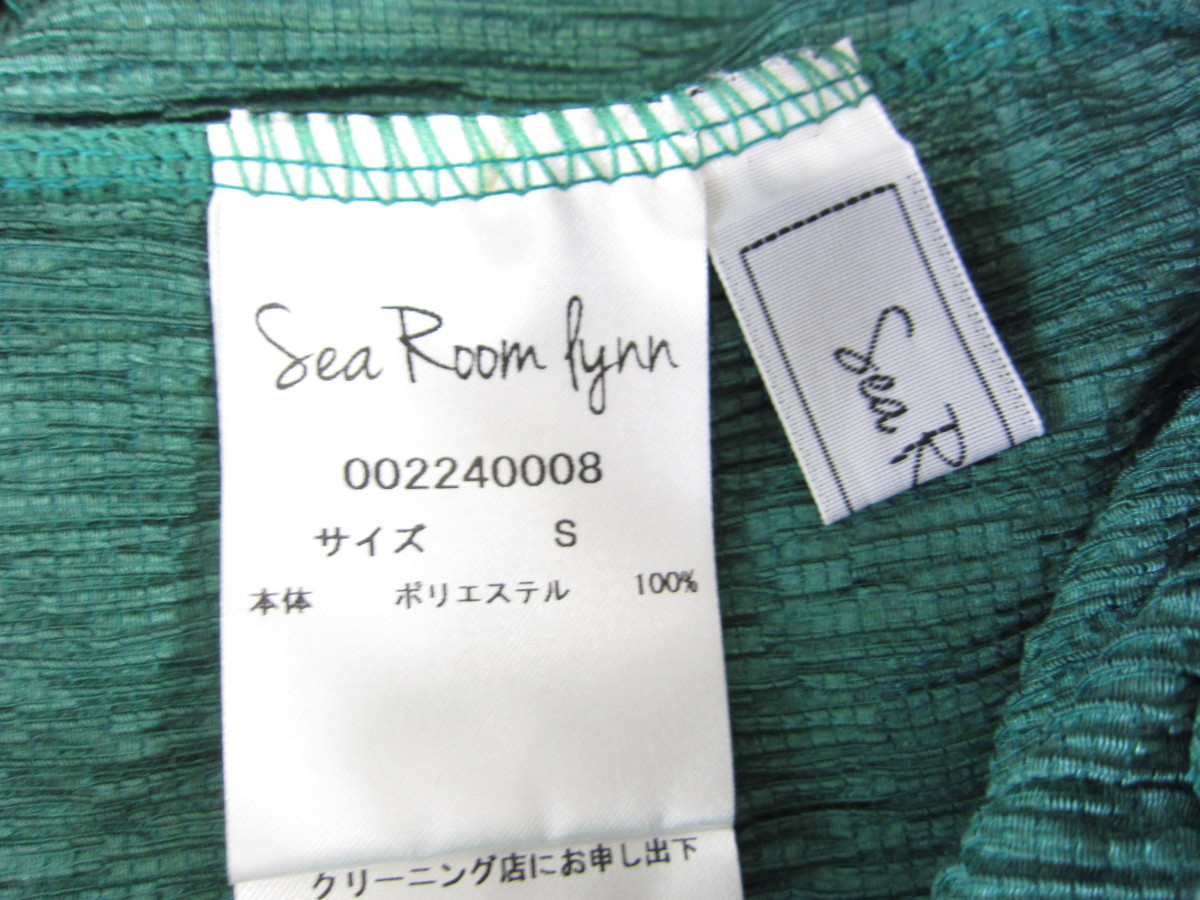 Sea Room lynn
002240008
サイズ S
本体 ポリエステル 100%
クリーニング店にお申し出下
Sea R